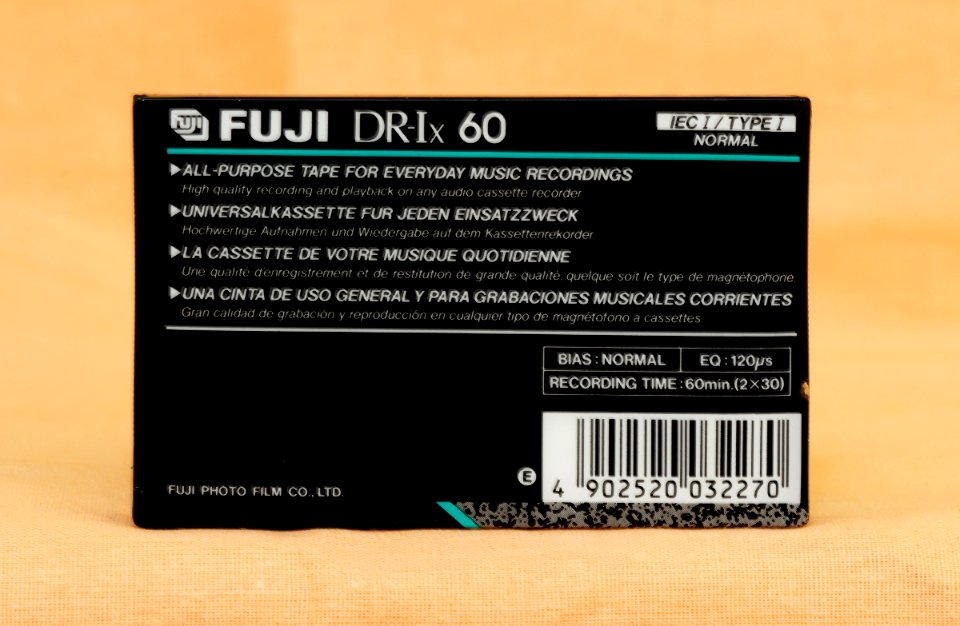 FUJI FUJI DR-Ix 60
IEC I / TYPE I
NORMAL
▶ALL-PURPOSE TAPE FOR EVERYDAY MUSIC RECORDINGS
High quality recording and playback on any audio cassette recorder
▶UNIVERSALKASSETTE FUR JEDEN EINSATZZWECK
Hochwertige Aufnahmen und Wiedergabe auf dem Kassettenrekorder
▶LA CASSETTE DE VOTRE MUSIQUE QUOTIDIENNE
Une qualité d'enregistrement et de restitution de grande qualité, quelque soit le type de magnétophone.
▶UNA CINTA DE USO GENERAL Y PARA GRABACIONES MUSICALES CORRIENTES
Gran calidad de grabación y reproducción en cualquier tipo de magnétofono a cassettes
BIAS : NORMAL EQ : 120µs
RECORDING TIME : 60min. (2×30)
FUJI PHOTO FILM CO., LTD.
E
4 902520 032270